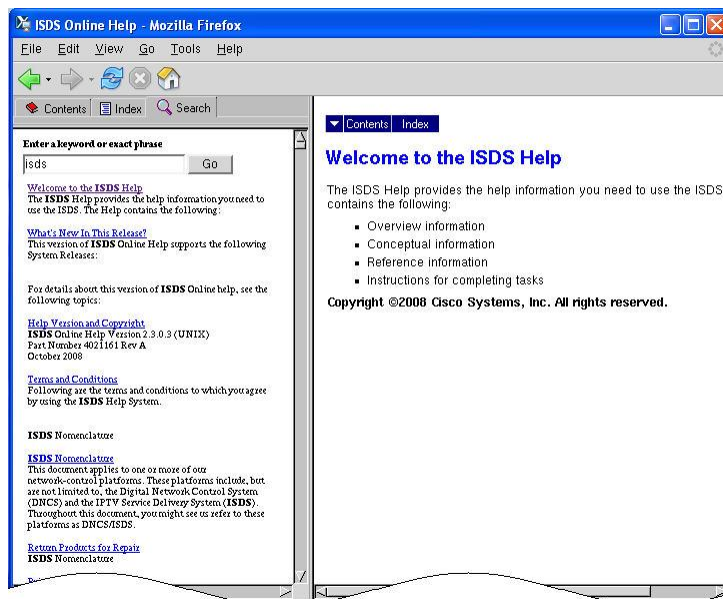 ISDS Online Help - Mozilla Firefox
File Edit View Go Tools Help
Contents Index Search
Enter a keyword or exact phrase
isds Go
Welcome to the ISDS Help
The ISDS Help provides the help information you need to
use the ISDS. The Help contains the following:
What's New In This Release?
This version of ISDS Online Help supports the following
System Releases:
For details about this version of ISDS Online help, see the
following topics:
Help Version and Copyright
ISDS Online Help Version 2.3.0.3 (UNIX)
Part Number 4021161 Rev A
October 2008
Terms and Conditions
Following are the terms and conditions to which you agree
by using the ISDS Help System.
ISDS Nomenclature
ISDS Nomenclature
This document applies to one or more of our
network-control platforms. These platforms include, but
are not limited to, the Digital Network Control System
(DNCS) and the IPTV Service Delivery System (ISDS).
Throughout this document, you might see us refer to these
platforms as DNCS/ISDS.
Return Products for Repair
ISDS Nomenclature
Contents Index
Welcome to the ISDS Help
The ISDS Help provides the help information you need to use the ISDS
contains the following:
Overview information
Conceptual information
Reference information
Instructions for completing tasks
Copyright ©2008 Cisco Systems, Inc. All rights reserved.